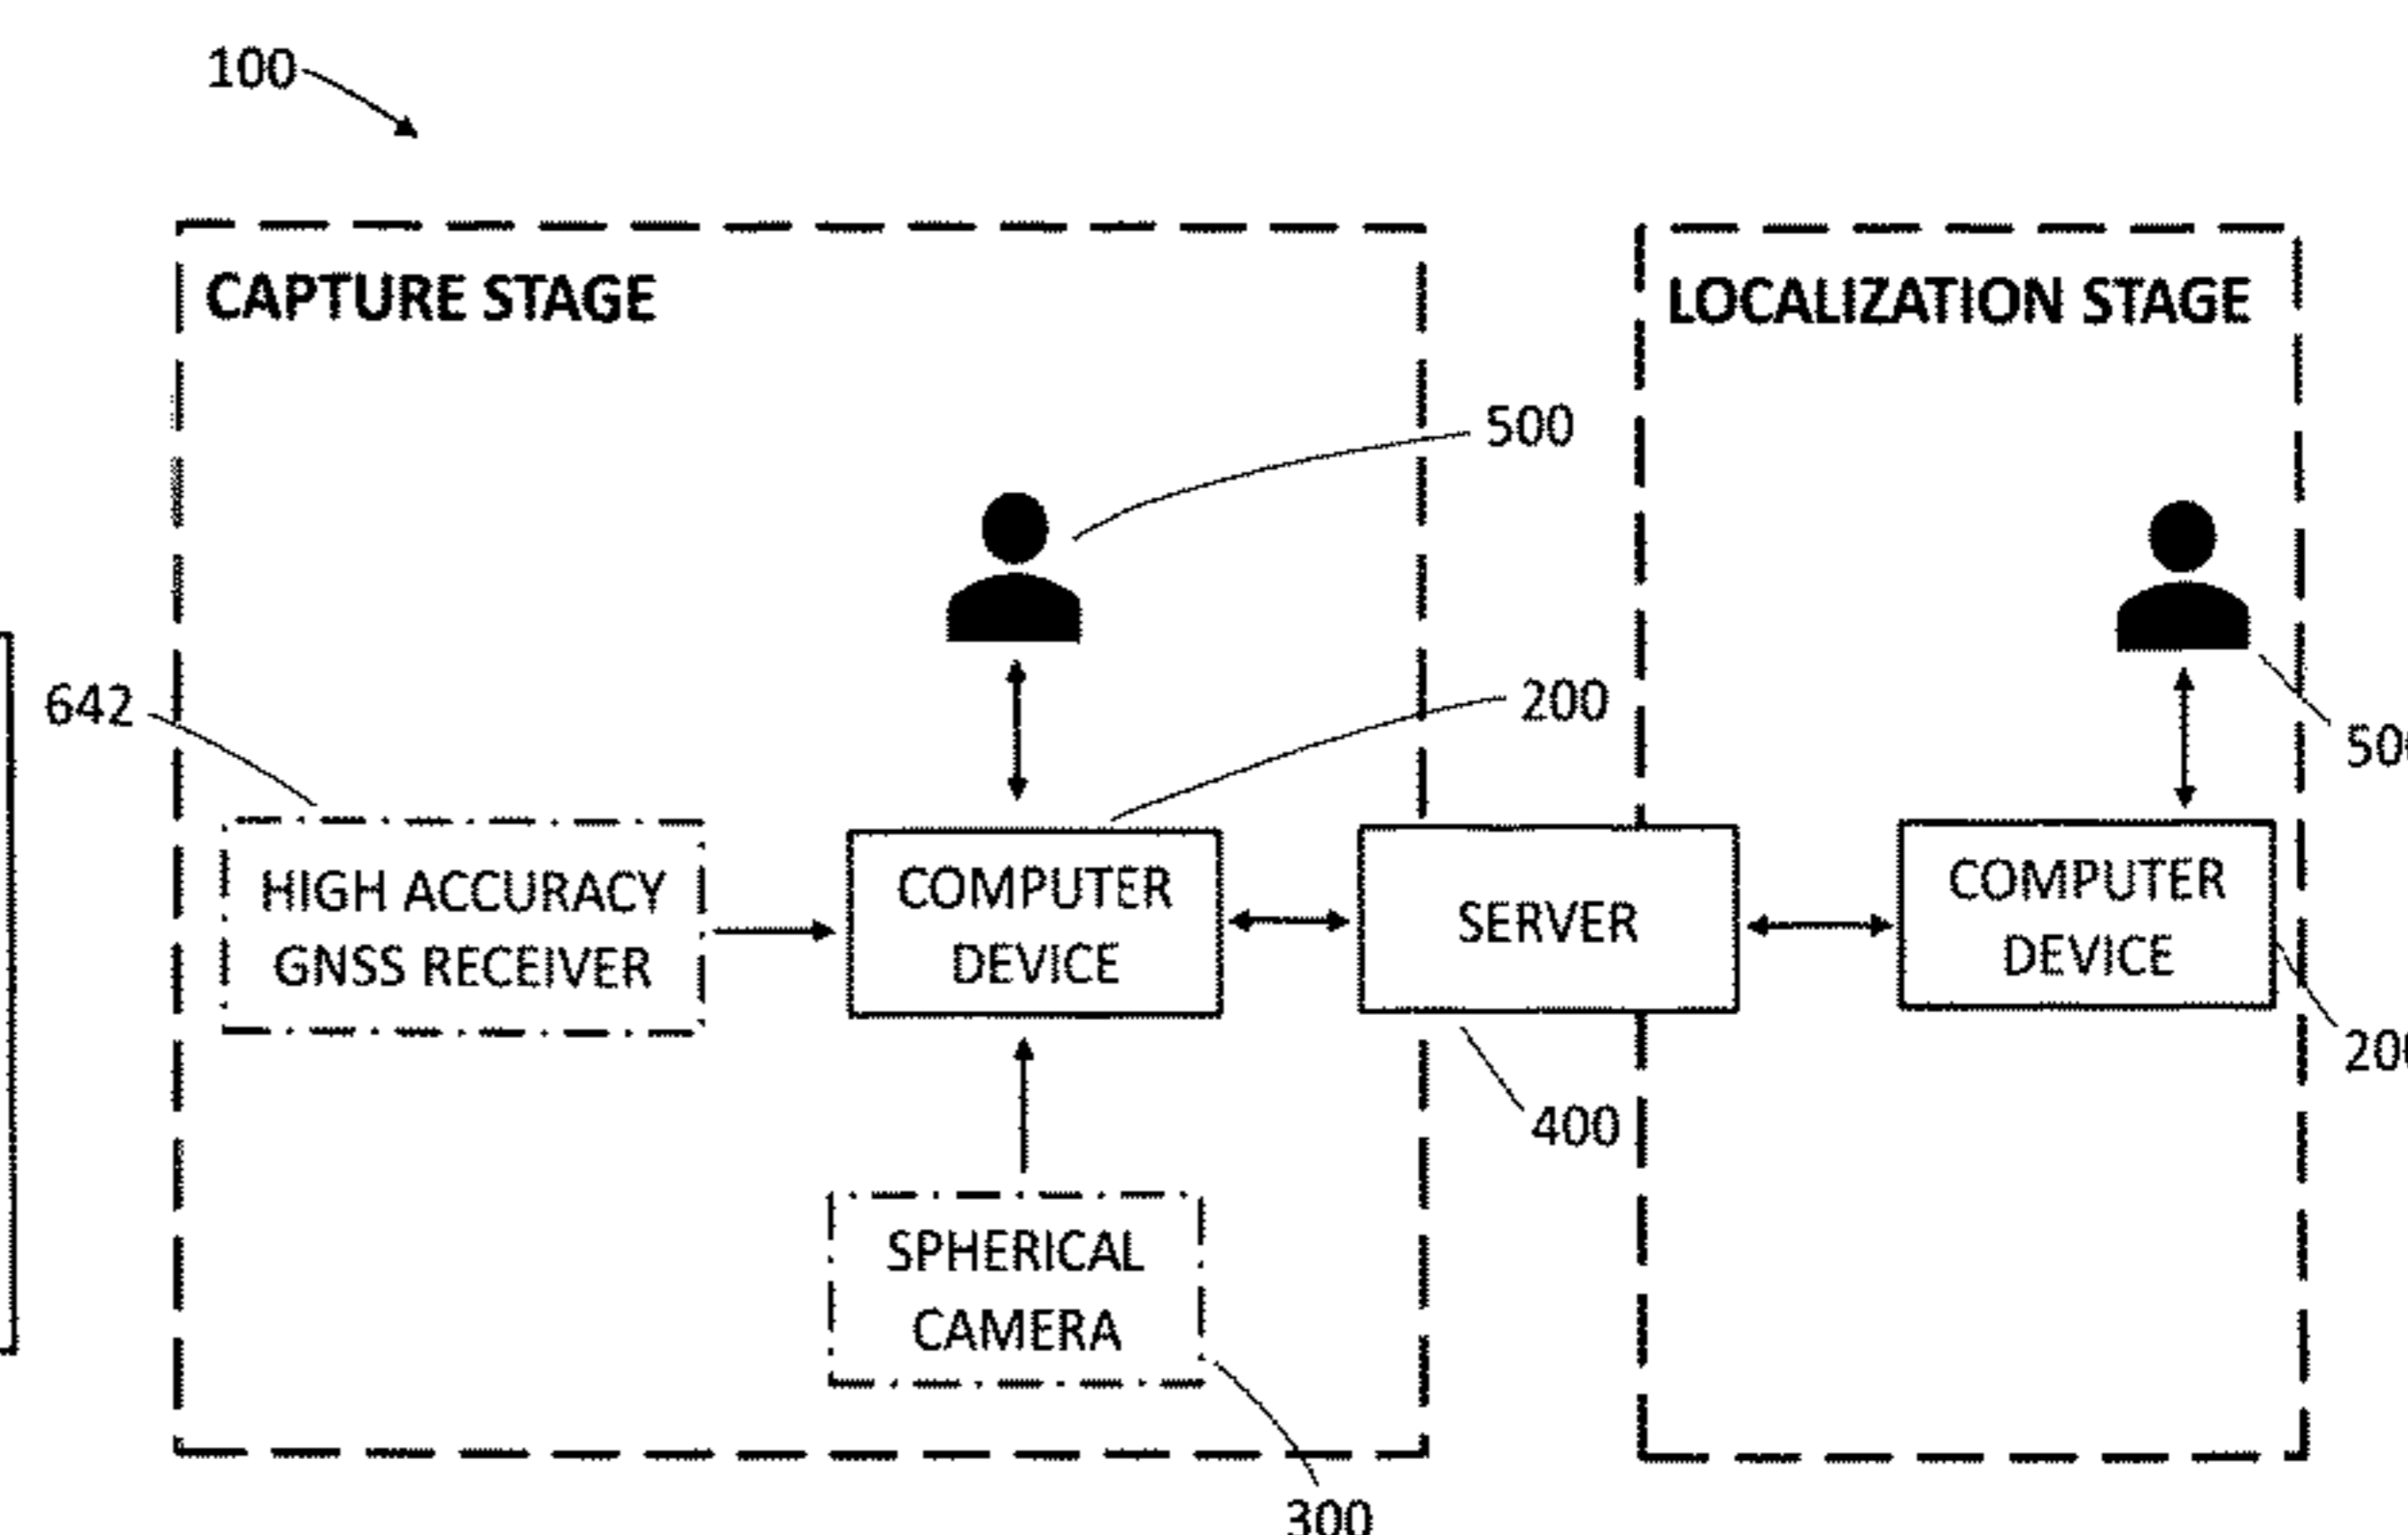 100
CAPTURE STAGE
LOCALIZATION STAGE
500
642
200
HIGH ACCURACY
GNSS RECEIVER
COMPUTER
DEVICE
SERVER
COMPUTER
DEVICE
400
SPHERICAL
CAMERA
300